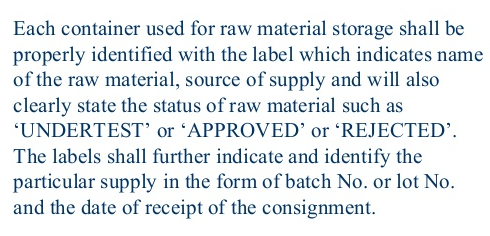 Each container used for raw material storage shall be
properly identified with the label which indicates name
of the raw material, source of supply and will also
clearly state the status of raw material such as
‘UNDERTEST’ or ‘APPROVED’ or ‘REJECTED’.
The labels shall further indicate and identify the
particular supply in the form of batch No. or lot No.
and the date of receipt of the consignment.